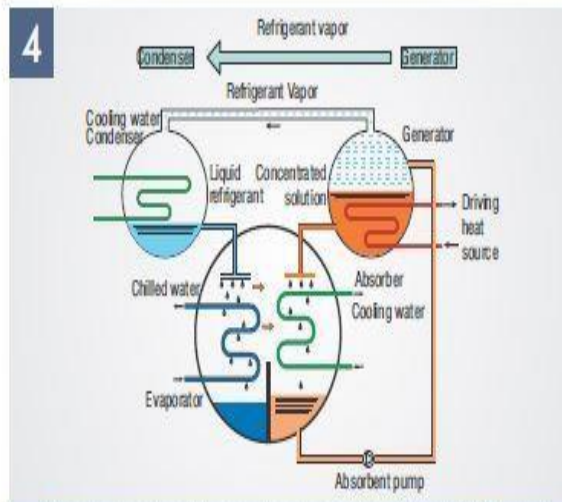 4
Refrigerant vapor
Condenser
Generator
Refrigerant Vapor
Cooling water
Condenser
Generator
Liquid
refrigerant
Concentrated
solution
Driving
heat
source
Chilled water
Absorber
Cooling water
Evaporator
Absorbent pump